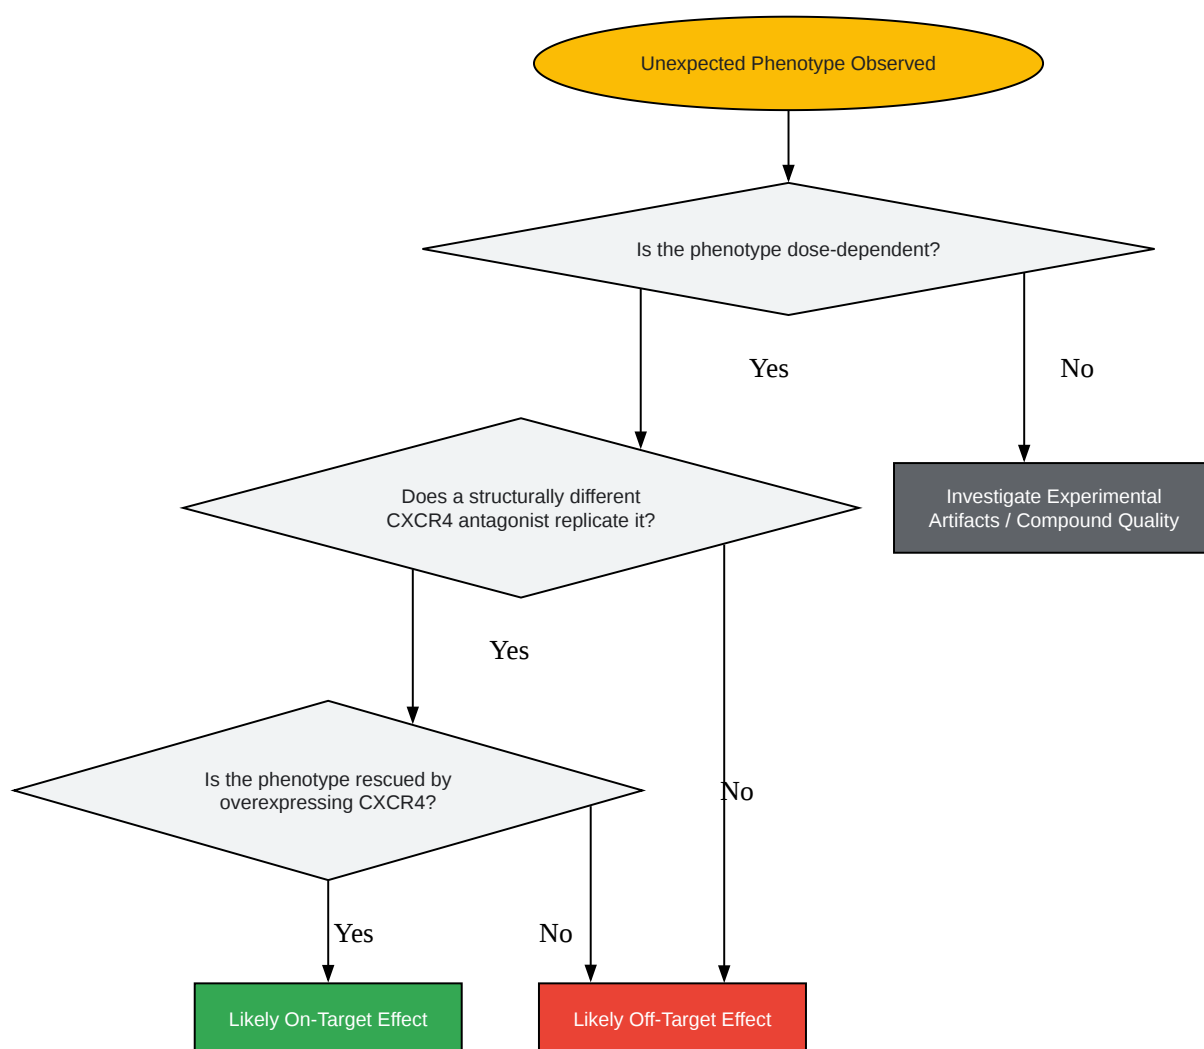 Unexpected Phenotype Observed
Is the phenotype dose-dependent?
Yes
No
Does a structurally different
CXCR4 antagonist replicate it?
Investigate Experimental
Artifacts / Compound Quality
Yes
Is the phenotype rescued by
overexpressing CXCR4?
No
Yes
No
Likely On-Target Effect
Likely Off-Target Effect